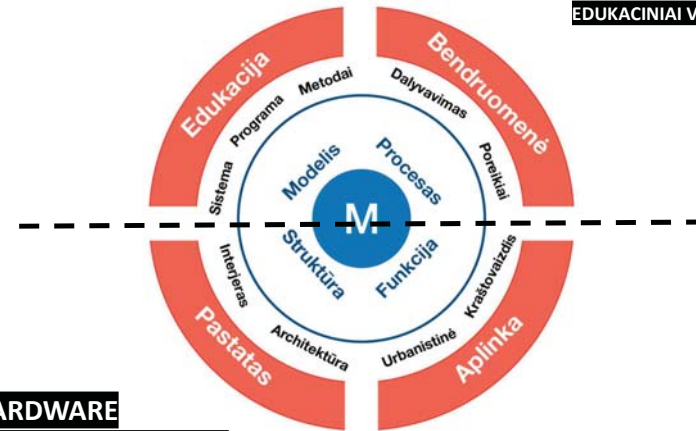 EDUKACINIAI V
Edukacija
Bendruomenė
Sistema
Programa
Metodai
Dalyvavimas
Poreikiai
Modelis
Procesas
M
Struktūra
Funkcija
Interjeras
Architektūra
Urbanistinė
Kraštovaizdis
Pastatas
Aplinka
ARDWARE